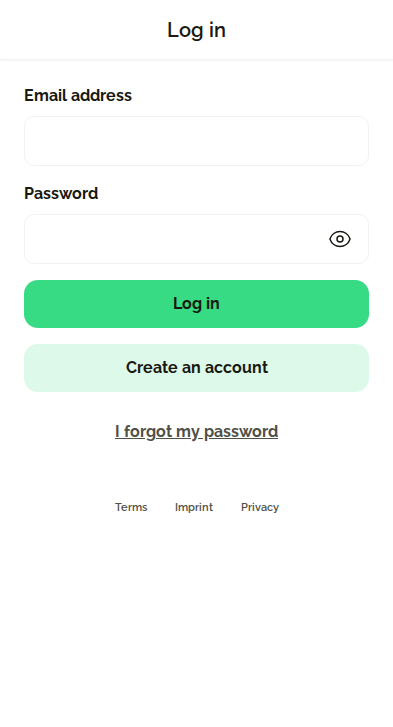 Log in
Email address
Password
Log in
Create an account
I forgot my password
Terms Imprint Privacy